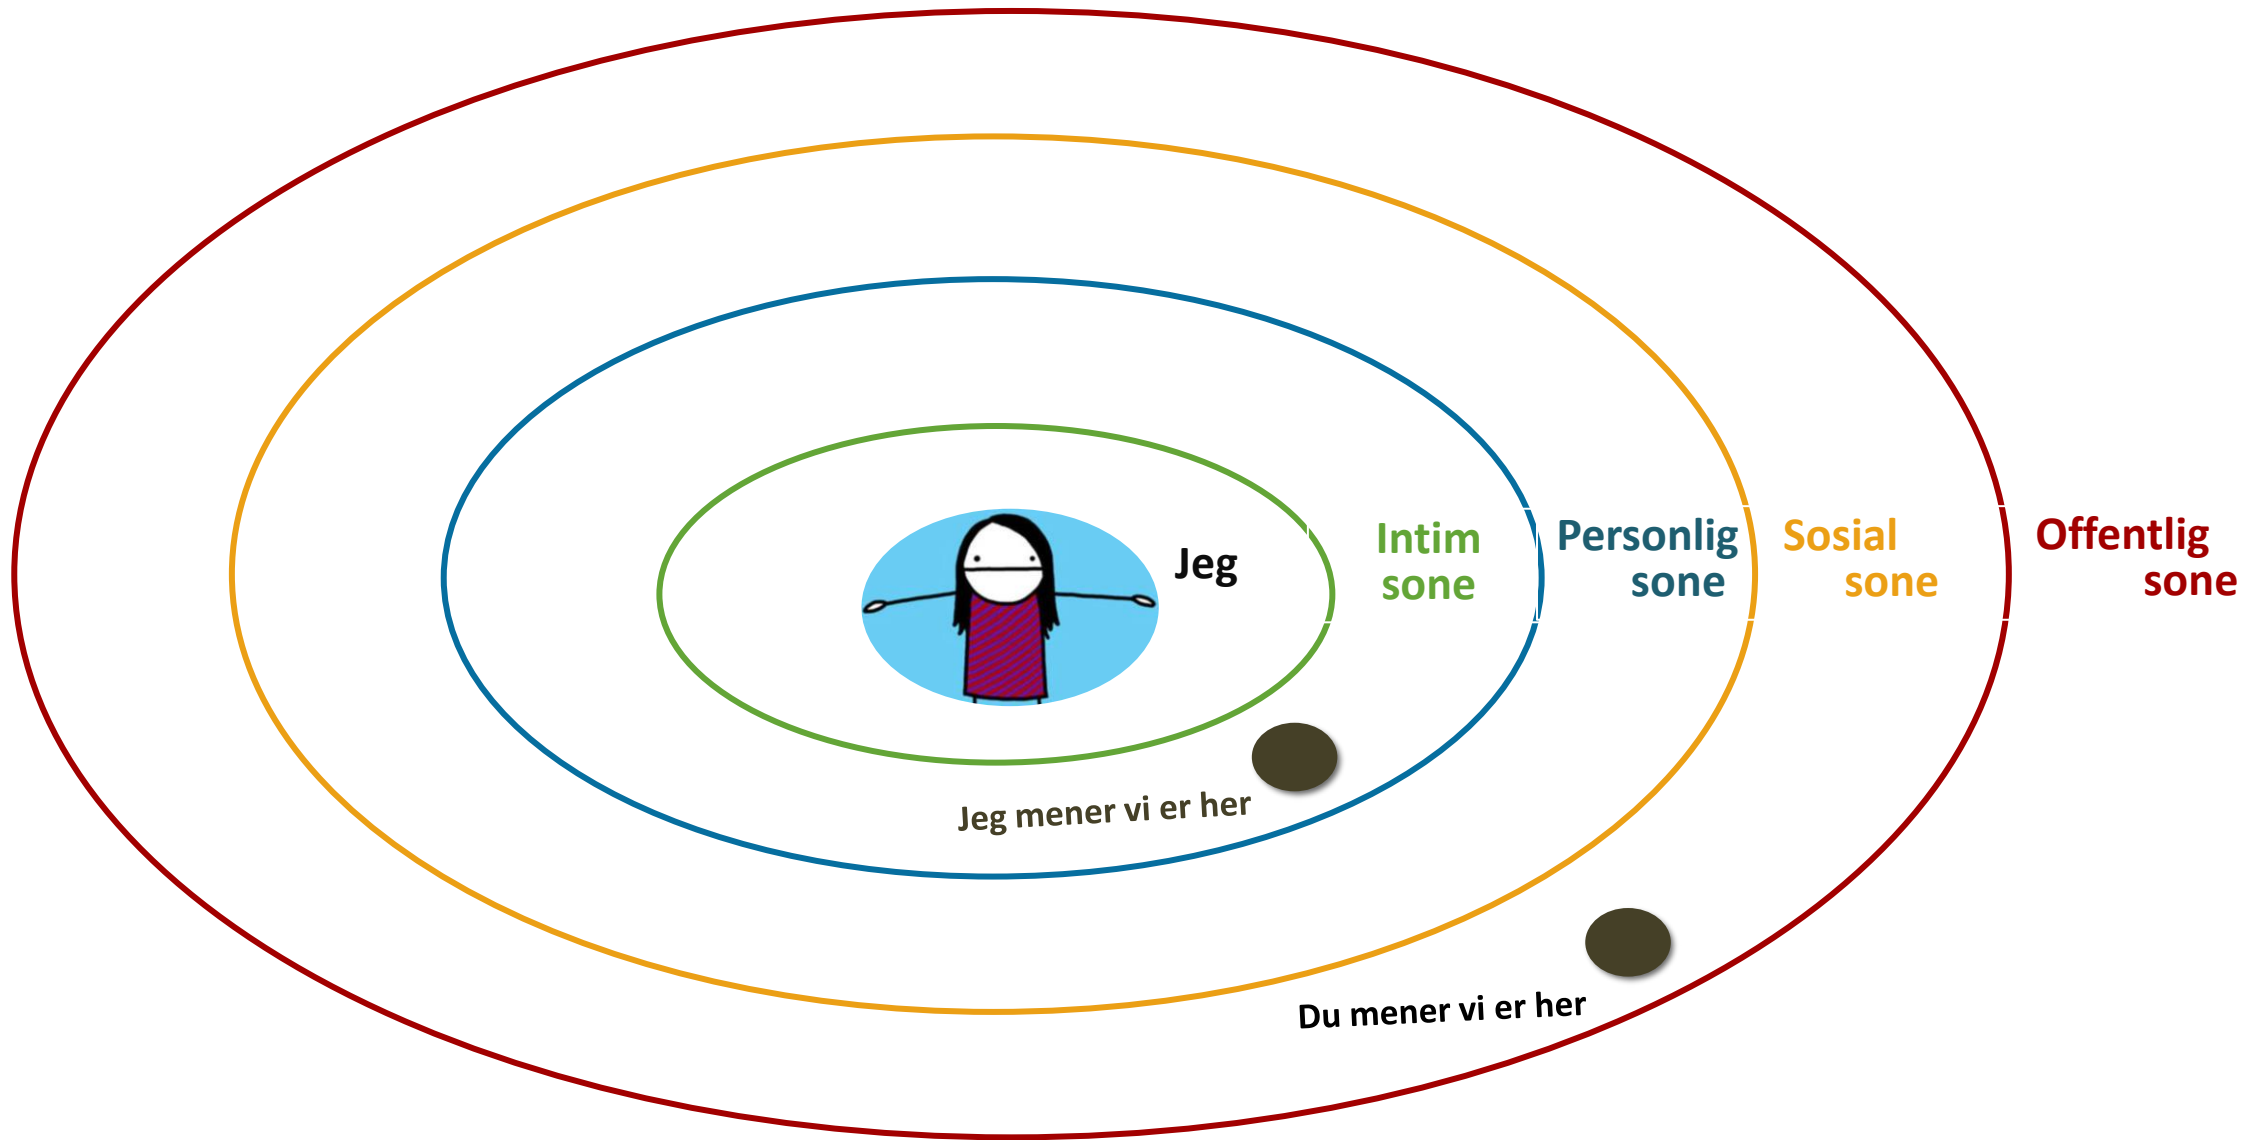 Jeg
Intim
sone
Personlig
sone
Sosial
sone
Offentlig
sone
Jeg mener vi er her
Du mener vi er her